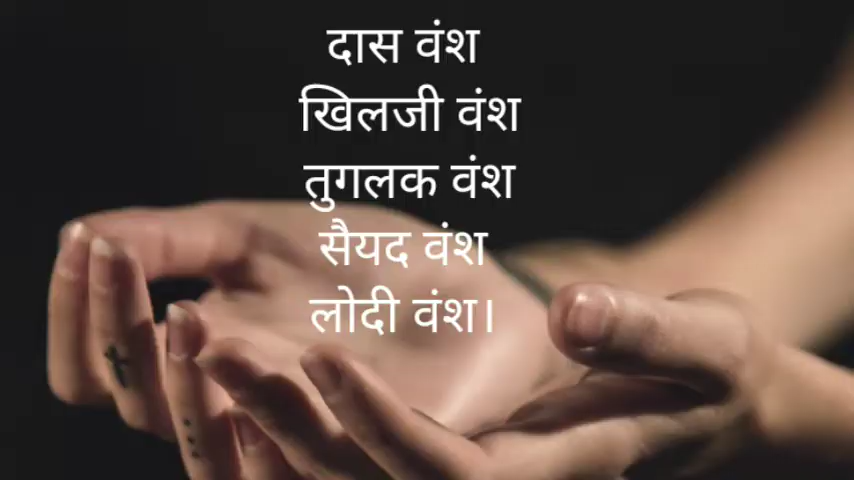 दास वंश
खिलजी वंश
तुगलक वंश
सैयद वंश
लोदी वंश।